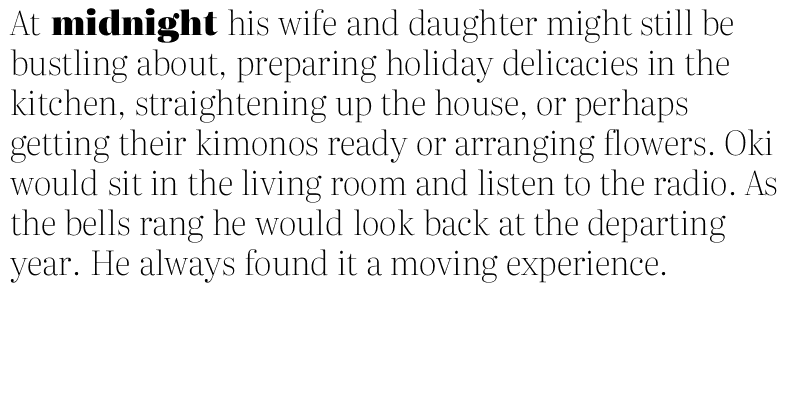 At midnight his wife and daughter might still be
bustling about, preparing holiday delicacies in the
kitchen, straightening up the house, or perhaps
getting their kimonos ready or arranging flowers. Oki
would sit in the living room and listen to the radio. As
the bells rang he would look back at the departing
year. He always found it a moving experience.